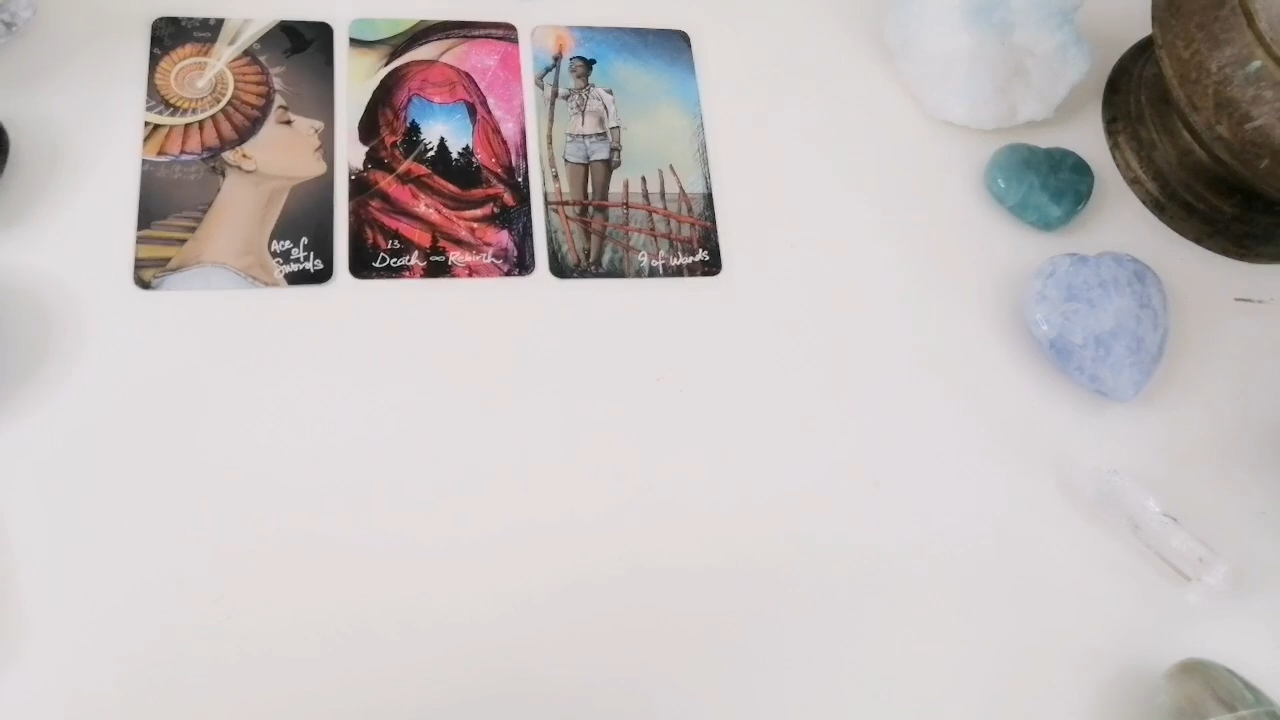 Ace
of
Swords
13.
Death ∞ Rebirth
9 of Wands